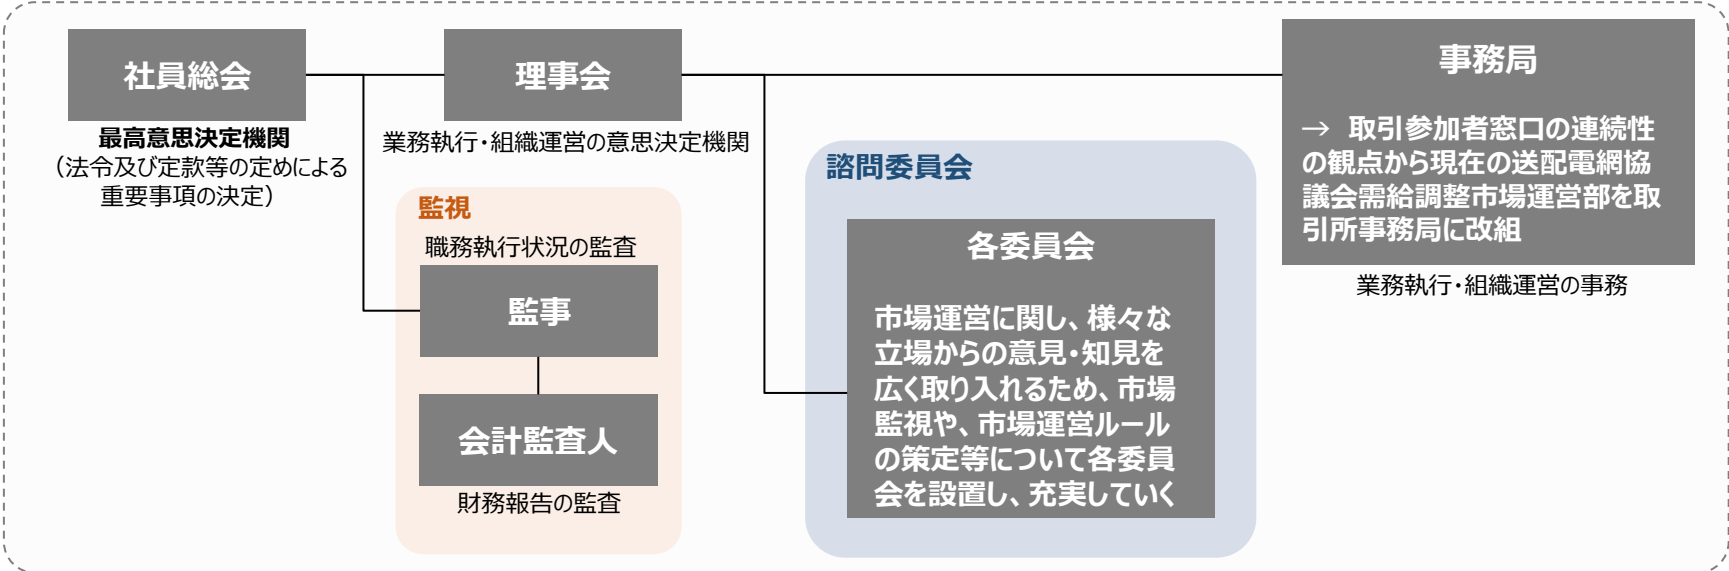 社員総会
最高意思決定機関
（法令及び定款等の定めによる
重要事項の決定）
理事会
業務執行・組織運営の意思決定機関
監視
職務執行状況の監査
監事
会計監査人
財務報告の監査
諮問委員会
各委員会
市場運営に関し、様々な
立場からの意見・知見を
広く取り入れるため、市場
監視や、市場運営ルール
の策定等について各委員
会を設置し、充実していく
事務局
→ 取引参加者窓口の連続性
の観点から現在の送配電網協
議会需給調整市場運営部を取
引所事務局に改組
業務執行・組織運営の事務